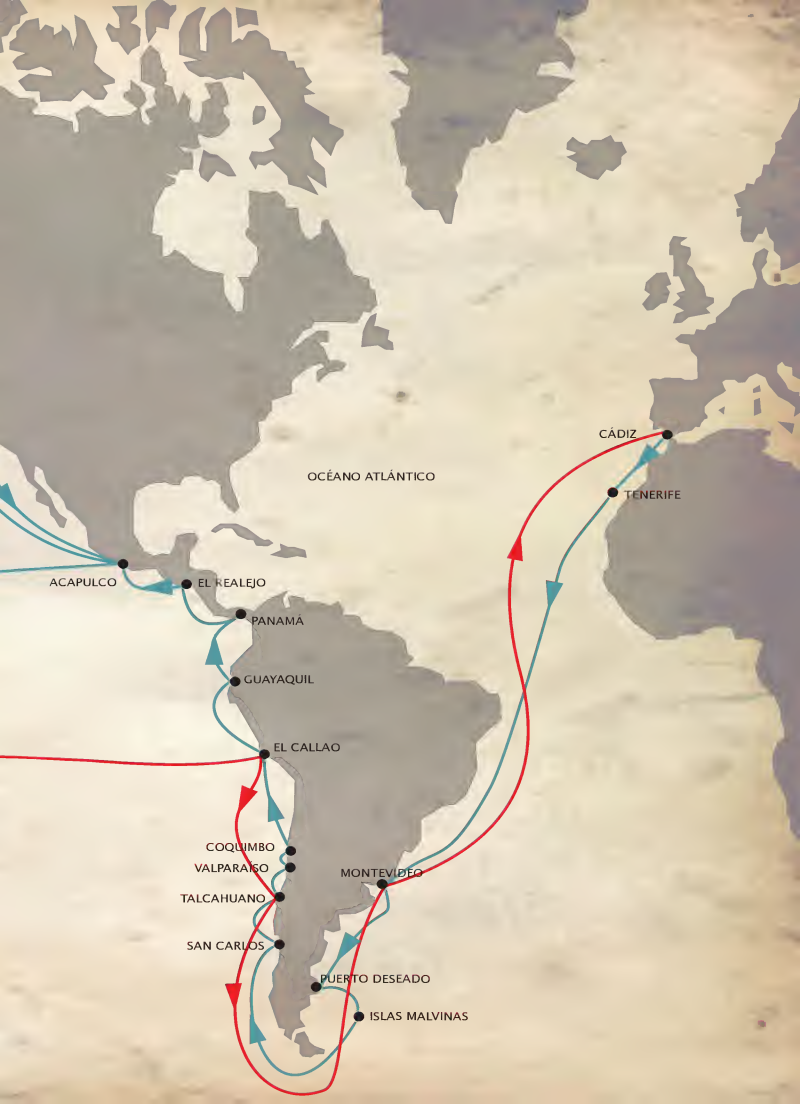 CÁDIZ
OCÉANO ATLÁNTICO
TENERIFE
ACAPULCO
EL REALEJO
PANAMÁ
GUAYAQUIL
EL CALLAO
COQUIMBO
VALPARAISO
MONTEVIDEO
TALCAHUANO
SAN CARLOS
PUERTO DESEADO
ISLAS MALVINAS